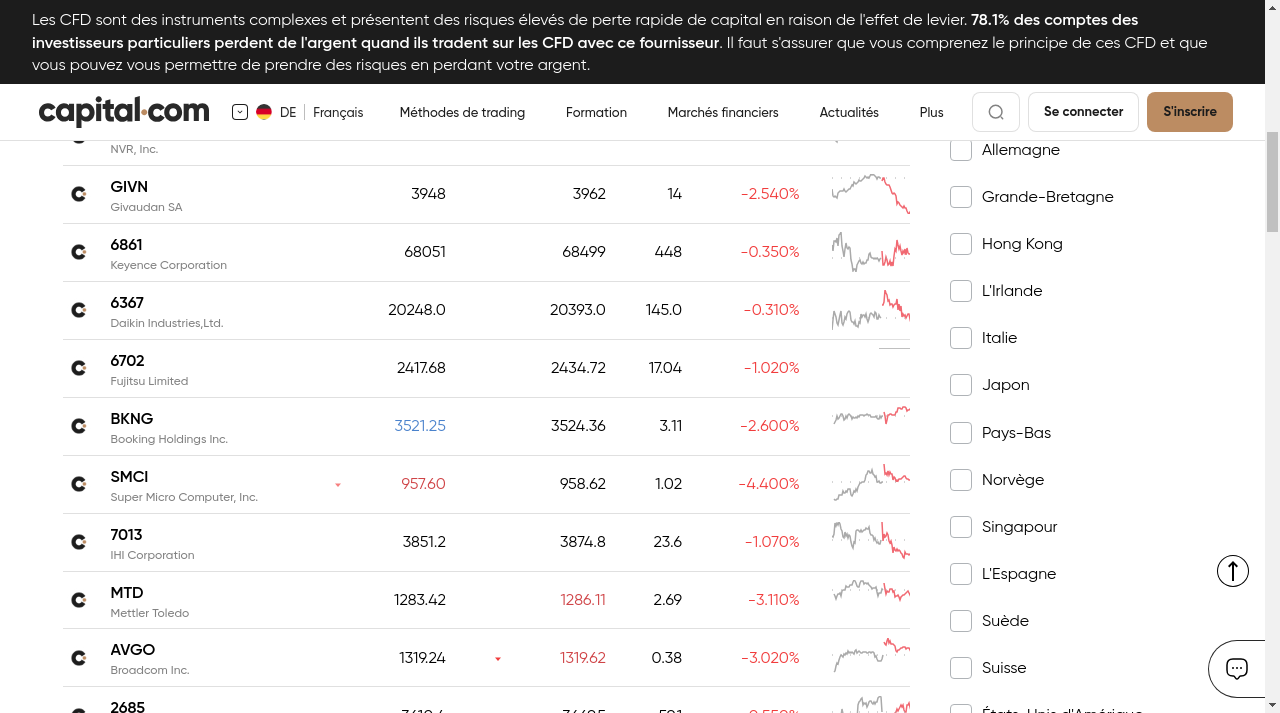 Les CFD sont des instruments complexes et présentent des risques élevés de perte rapide de capital en raison de l'effet de levier. 78.1% des comptes des
investisseurs particuliers perdent de l'argent quand ils tradent sur les CFD avec ce fournisseur. Il faut s'assurer que vous comprenez le principe de ces CFD et que
vous pouvez vous permettre de prendre des risques en perdant votre argent.
capital.com DE Français Méthodes de trading Formation Marchés financiers Actualités Plus Se connecter S'inscrire
NVR, Inc.
GIVN 3948 3962 14 -2.540%
Givaudan SA
6861 68051 68499 448 -0.350%
Keyence Corporation
6367 20248.0 20393.0 145.0 -0.310%
Daikin Industries,Ltd.
6702 2417.68 2434.72 17.04 -1.020%
Fujitsu Limited
BKNG 3521.25 3524.36 3.11 -2.600%
Booking Holdings Inc.
SMCI 957.60 958.62 1.02 -4.400%
Super Micro Computer, Inc.
7013 3851.2 3874.8 23.6 -1.070%
IHI Corporation
MTD 1283.42 1286.11 2.69 -3.110%
Mettler Toledo
AVGO 1319.24 1319.62 0.38 -3.020%
Broadcom Inc.
2685
Allemagne
Grande-Bretagne
Hong Kong
L'Irlande
Italie
Japon
Pays-Bas
Norvège
Singapour
L'Espagne
Suède
Suisse
États-Unis d'Amérique